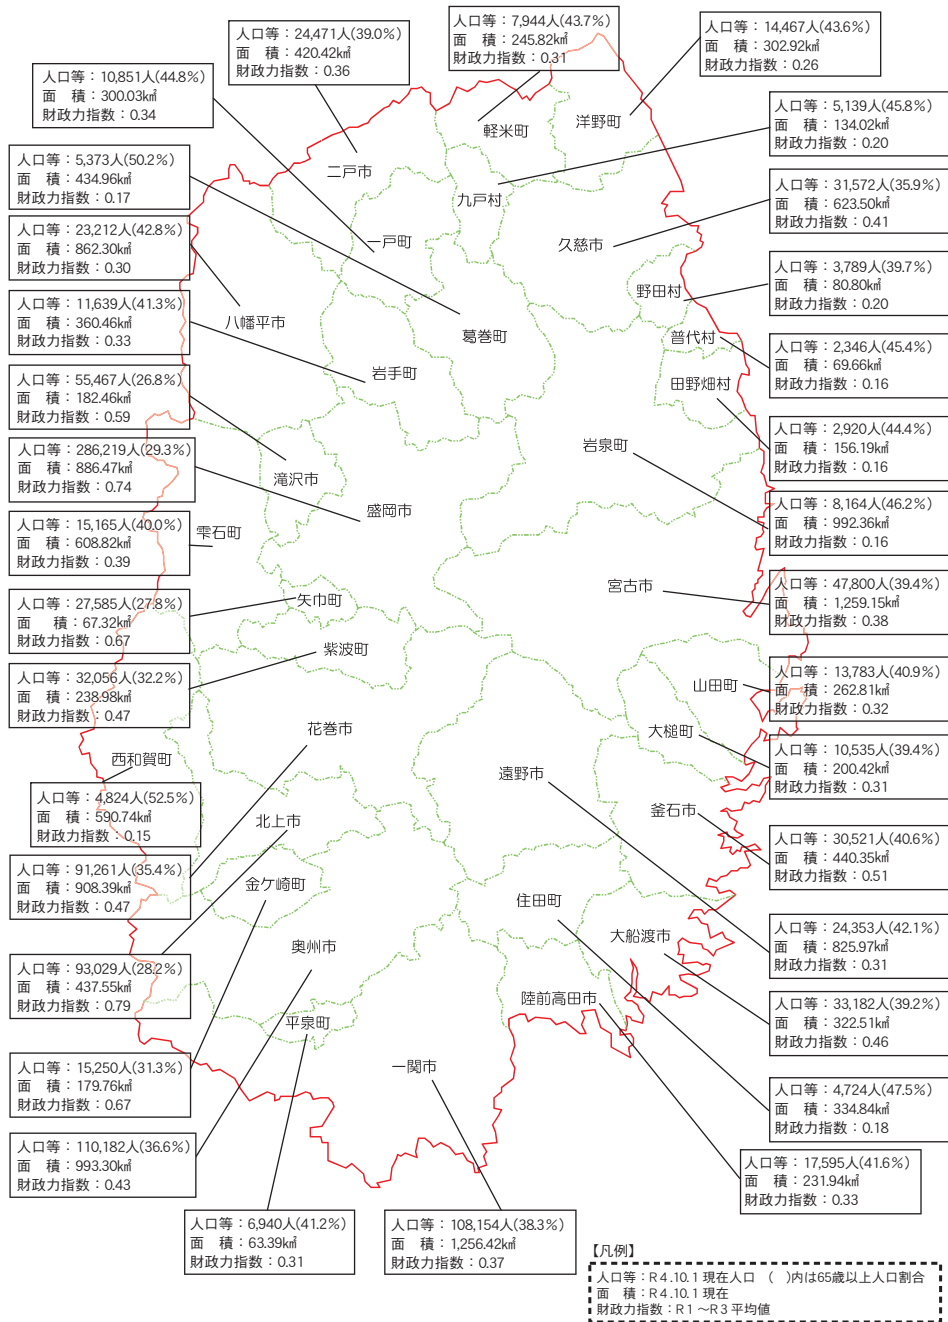 人口等：24,471人(39.0%)
面　積：420.42㎢
財政力指数：0.36
人口等：7,944人(43.7%)
面　積：245.82㎢
財政力指数：0.31
人口等：14,467人(43.6%)
面　積：302.92㎢
財政力指数：0.26
人口等：10,851人(44.8%)
面　積：300.03㎢
財政力指数：0.34
人口等：5,139人(45.8%)
面　積：134.02㎢
財政力指数：0.20
人口等：5,373人(50.2%)
面　積：434.96㎢
財政力指数：0.17
人口等：31,572人(35.9%)
面　積：623.50㎢
財政力指数：0.41
人口等：23,212人(42.8%)
面　積：862.30㎢
財政力指数：0.30
人口等：3,789人(39.7%)
面　積：80.80㎢
財政力指数：0.20
人口等：11,639人(41.3%)
面　積：360.46㎢
財政力指数：0.33
人口等：2,346人(45.4%)
面　積：69.66㎢
財政力指数：0.16
人口等：55,467人(26.8%)
面　積：182.46㎢
財政力指数：0.59
人口等：2,920人(44.4%)
面　積：156.19㎢
財政力指数：0.16
人口等：286,219人(29.3%)
面　積：886.47㎢
財政力指数：0.74
人口等：8,164人(46.2%)
面　積：992.36㎢
財政力指数：0.16
人口等：15,165人(40.0%)
面　積：608.82㎢
財政力指数：0.39
人口等：47,800人(39.4%)
面　積：1,259.15㎢
財政力指数：0.38
人口等：27,585人(27.8%)
面　積：67.32㎢
財政力指数：0.67
人口等：32,056人(32.2%)
面　積：238.98㎢
財政力指数：0.47
人口等：13,783人(40.9%)
面　積：262.81㎢
財政力指数：0.32
人口等：10,535人(39.4%)
面　積：200.42㎢
財政力指数：0.31
人口等：4,824人(52.5%)
面　積：590.74㎢
財政力指数：0.15
人口等：30,521人(40.6%)
面　積：440.35㎢
財政力指数：0.51
人口等：91,261人(35.4%)
面　積：908.39㎢
財政力指数：0.47
人口等：24,353人(42.1%)
面　積：825.97㎢
財政力指数：0.31
人口等：93,029人(28.2%)
面　積：437.55㎢
財政力指数：0.79
人口等：33,182人(39.2%)
面　積：322.51㎢
財政力指数：0.46
人口等：15,250人(31.3%)
面　積：179.76㎢
財政力指数：0.67
人口等：4,724人(47.5%)
面　積：334.84㎢
財政力指数：0.18
人口等：110,182人(36.6%)
面　積：993.30㎢
財政力指数：0.43
人口等：17,595人(41.6%)
面　積：231.94㎢
財政力指数：0.33
人口等：6,940人(41.2%)
面　積：63.39㎢
財政力指数：0.31
人口等：108,154人(38.3%)
面　積：1,256.42㎢
財政力指数：0.37
軽米町
洋野町
二戸市
九戸村
一戸町
久慈市
野田村
八幡平市
葛巻町
普代村
岩手町
田野畑村
岩泉町
滝沢市
盛岡市
雫石町
宮古市
矢巾町
紫波町
山田町
花巻市
大槌町
西和賀町
遠野市
釜石市
北上市
金ケ崎町
住田町
奥州市
大船渡市
陸前高田市
平泉町
一関市
【凡例】
人口等：R４.10.１現在人口　(　)内は65歳以上人口割合
面　積：R４.10.１現在
財政力指数：R１～R３平均値